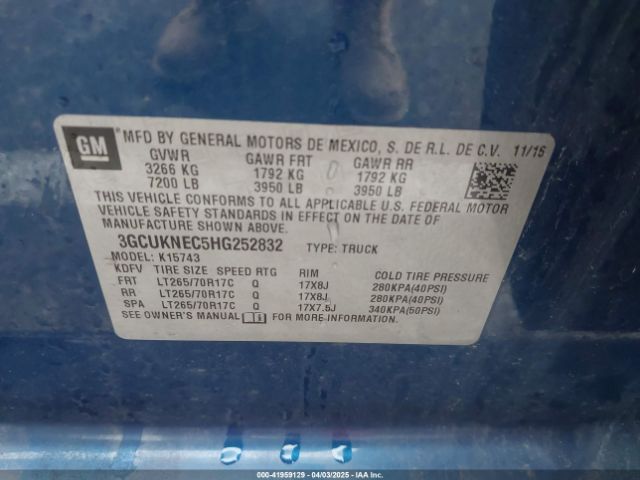 GM MFD BY GENERAL MOTORS DE MEXICO, S. DE R.L. DE C.V. 11/16
GVWR GAWR FRT GAWR RR
3266 KG 1792 KG 1792 KG
7200 LB 3950 LB 3950 LB
THIS VEHICLE CONFORMS TO ALL APPLICABLE U.S. FEDERAL MOTOR
VEHICLE SAFETY STANDARDS IN EFFECT ON THE DATE OF
MANUFACTURE SHOWN ABOVE.
3GCUKNEC5HG252832 TYPE: TRUCK
MODEL: K15743
KDFV TIRE SIZE SPEED RTG RIM COLD TIRE PRESSURE
FRT LT265/70R17C Q 17X8J 280KPA(40PSI)
RR LT265/70R17C Q 17X8J 280KPA(40PSI)
SPA LT265/70R17C Q 17X7.5J 340KPA(50PSI)
SEE OWNER'S MANUAL FOR MORE INFORMATION.
000-41959129 - 04/03/2025 - IAAI, Inc. - Copyright